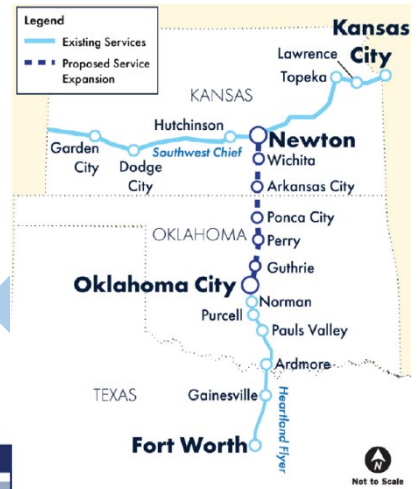 Legend
Existing Services
Proposed Service
Expansion
Kansas
City
Lawrence
Topeka
KANSAS
Hutchinson
Newton
Garden
City
Dodge
City
Southwest Chief
Wichita
Arkansas City
Ponca City
OKLAHOMA
Perry
Guthrie
Oklahoma City
Norman
Purcell
Pauls Valley
Ardmore
TEXAS
Gainesville
Heartland Flyer
Fort Worth
N
Not to Scale